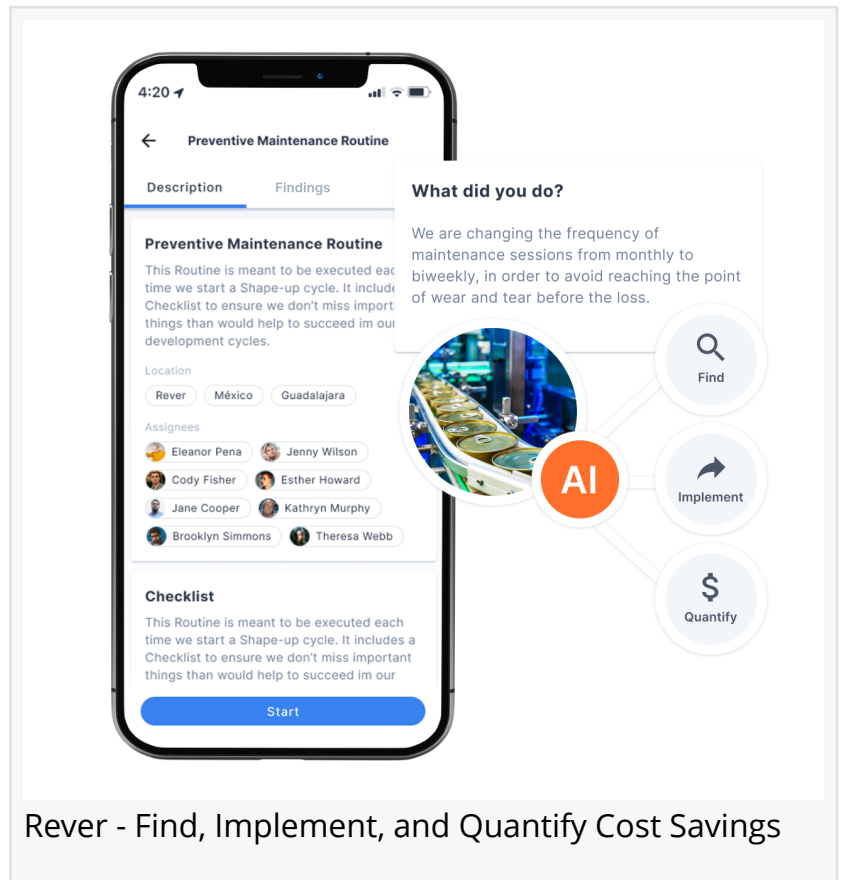 4:20
Preventive Maintenance Routine
Description Findings
Preventive Maintenance Routine
This Routine is meant to be executed eac
time we start a Shape-up cycle. It include
Checklist to ensure we don't miss import
things than would help to succeed im ou
development cycles.
Location
Rever México Guadalajara
Assignees
Eleanor Pena Jenny Wilson
Cody Fisher Esther Howard
Jane Cooper Kathryn Murphy
Brooklyn Simmons Theresa Webb
Checklist
This Routine is meant to be executed each
time we start a Shape-up cycle. It includes a
Checklist to ensure we don't miss important
things than would help to succeed im our
Start
What did you do?
We are changing the frequency of
maintenance sessions from monthly to
biweekly, in order to avoid reaching the point
of wear and tear before the loss.
AI
Find
Implement
$
Quantify
Rever - Find, Implement, and Quantify Cost Savings